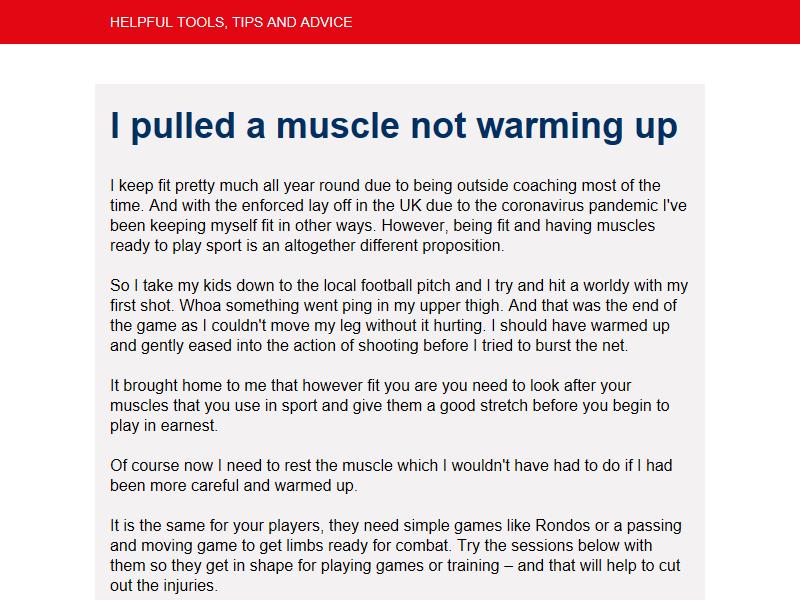 HELPFUL TOOLS, TIPS AND ADVICE
I pulled a muscle not warming up
I keep fit pretty much all year round due to being outside coaching most of the
time. And with the enforced lay off in the UK due to the coronavirus pandemic I've
been keeping myself fit in other ways. However, being fit and having muscles
ready to play sport is an altogether different proposition.
So I take my kids down to the local football pitch and I try and hit a worldy with my
first shot. Whoa something went ping in my upper thigh. And that was the end of
the game as I couldn't move my leg without it hurting. I should have warmed up
and gently eased into the action of shooting before I tried to burst the net.
It brought home to me that however fit you are you need to look after your
muscles that you use in sport and give them a good stretch before you begin to
play in earnest.
Of course now I need to rest the muscle which I wouldn't have had to do if I had
been more careful and warmed up.
It is the same for your players, they need simple games like Rondos or a passing
and moving game to get limbs ready for combat. Try the sessions below with
them so they get in shape for playing games or training – and that will help to cut
out the injuries.